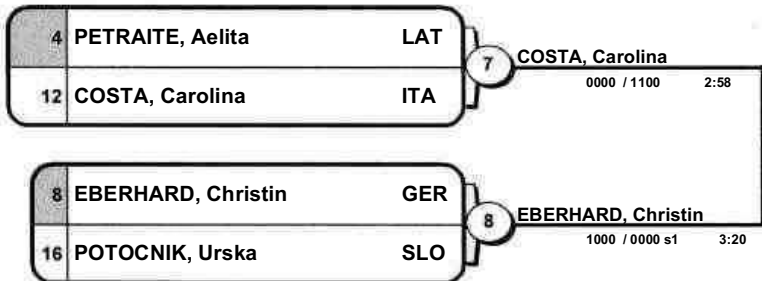 4 PETRAITE, Aelita LAT
12 COSTA, Carolina ITA
7
COSTA, Carolina
0000 / 1100 2:58
8 EBERHARD, Christin GER
16 POTOCNIK, Urska SLO
8
EBERHARD, Christin
1000 / 0000 s1 3:20